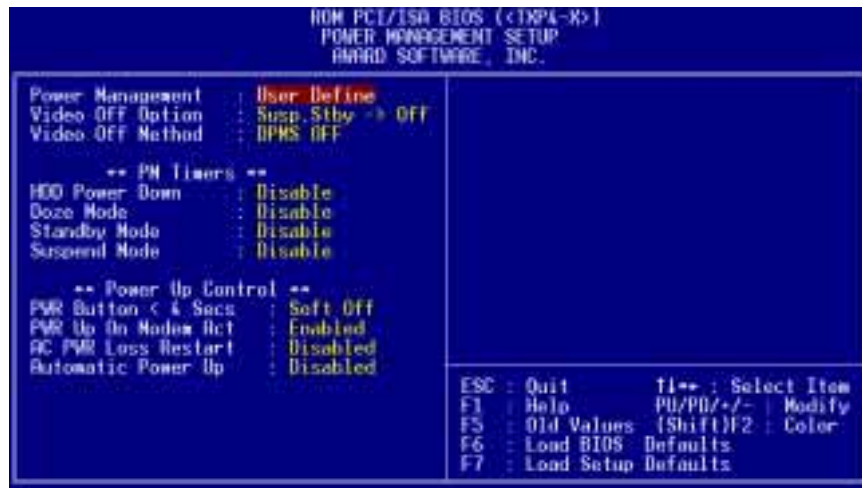 ROM PCI/ISA BIOS (<TXP4-X>)
POWER MANAGEMENT SETUP
AWARD SOFTWARE, INC.
Power Management : User Define
Video Off Option : Susp,Stby -> Off
Video Off Method : DPMS OFF
** PM Timers **
HDD Power Down : Disable
Doze Mode : Disable
Standby Mode : Disable
Suspend Mode : Disable
** Power Up Control **
PWR Button < 4 Secs : Soft Off
PWR Up On Modem Act : Enabled
AC PWR Loss Restart : Disabled
Automatic Power Up : Disabled
ESC : Quit ↑↓→← : Select Item
F1 : Help PU/PD/+/- : Modify
F5 : Old Values (Shift)F2 : Color
F6 : Load BIOS Defaults
F7 : Load Setup Defaults